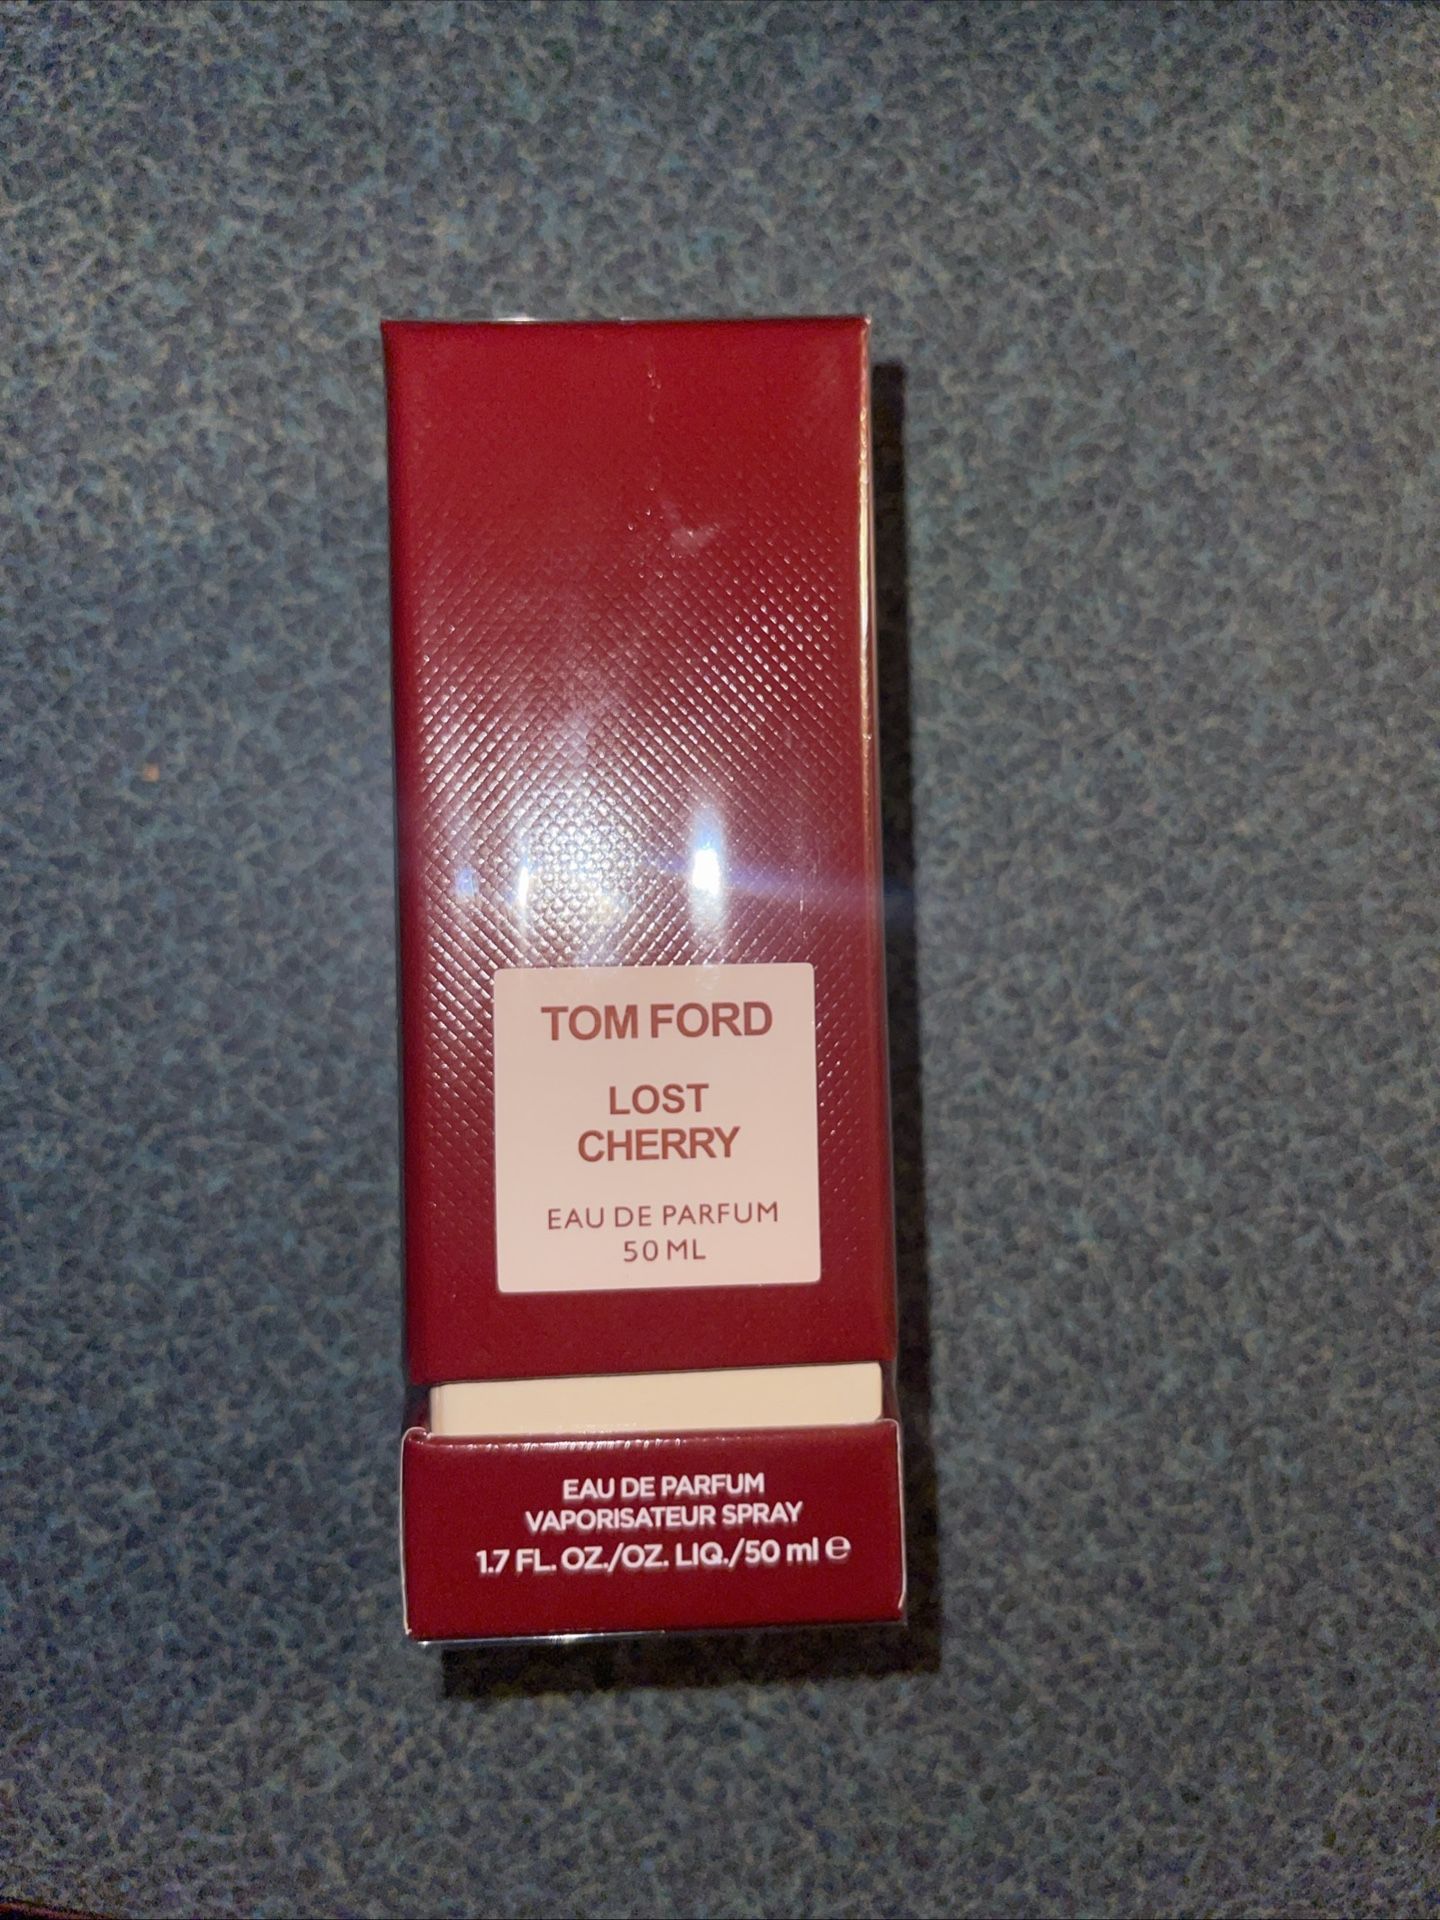 TOM FORD
LOST
CHERRY
EAU DE PARFUM
50 ML
EAU DE PARFUM
VAPORISATEUR SPRAY
1.7 FL. OZ./OZ. LIQ./50 ml ℮